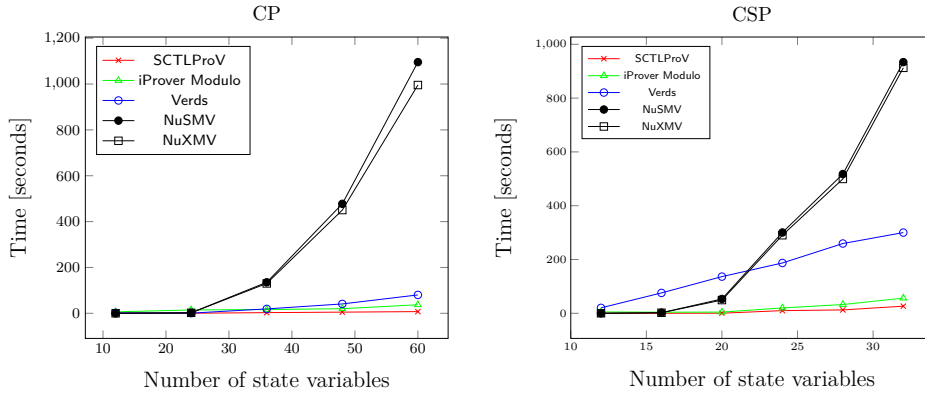 CP
1,200
1,000
800
600
400
200
0
10
20
30
40
50
60
Time [seconds]
Number of state variables
SCTLProV
iProver Modulo
Verds
NuSMV
NuXMV
CSP
1,000
800
600
400
200
0
10
15
20
25
30
Time [seconds]
Number of state variables
SCTLProV
iProver Modulo
Verds
NuSMV
NuXMV